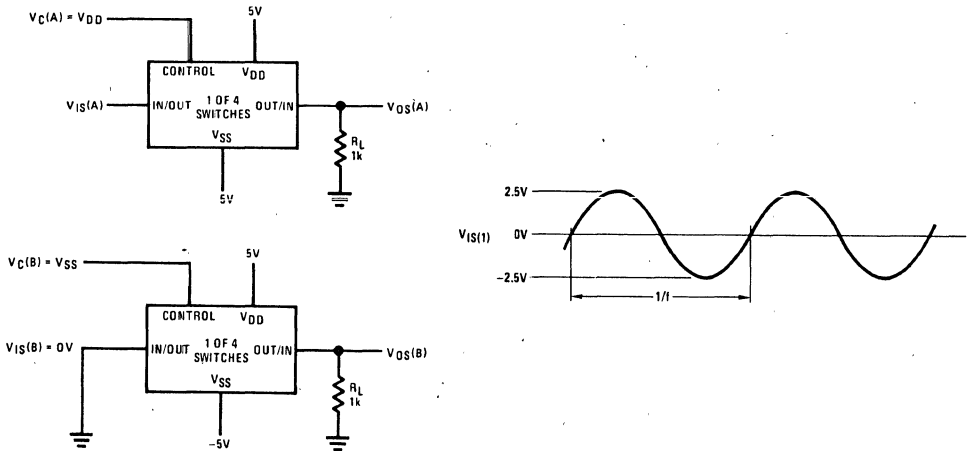 VC(A) = VDD
5V
CONTROL VDD
VIS(A) IN/OUT 1 OF 4 SWITCHES OUT/IN VOS(A)
VSS
RL
1k
5V
VC(B) = VSS
5V
CONTROL VDD
VIS(B) = 0V IN/OUT 1 OF 4 SWITCHES OUT/IN VOS(B)
VSS
RL
1k
-5V
2.5V
VIS(1) 0V
-2.5V
1/f